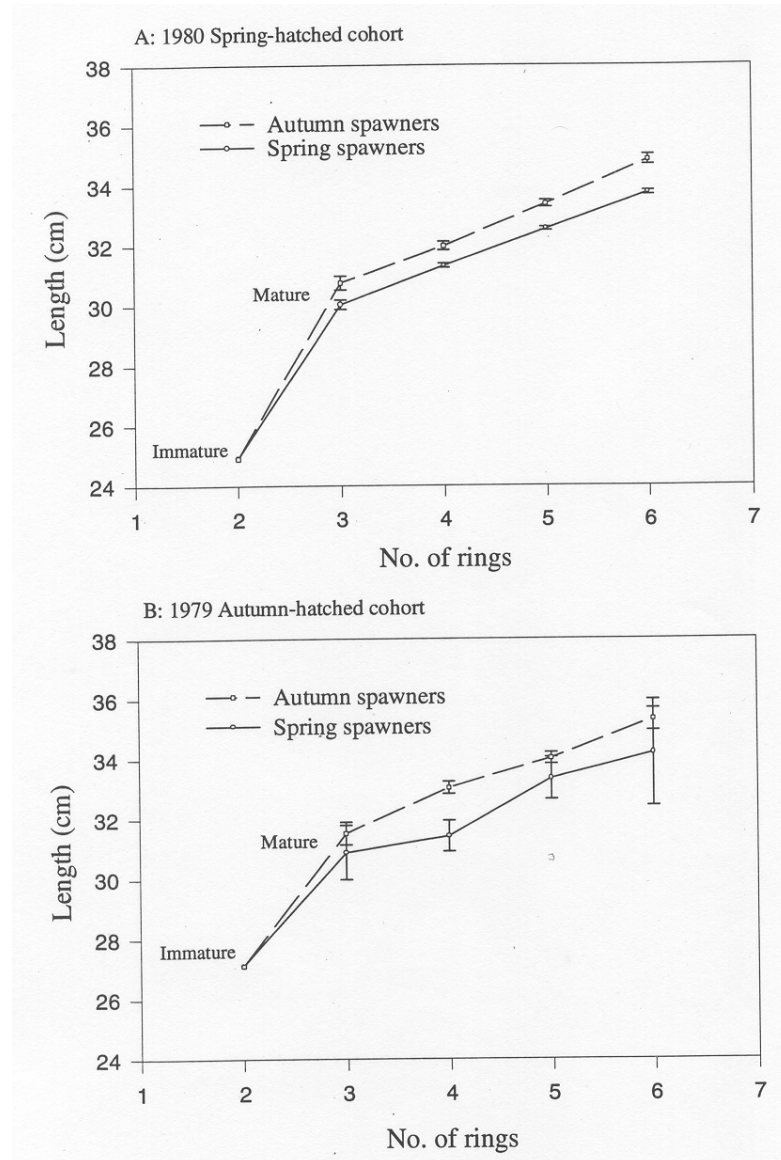 A: 1980 Spring-hatched cohort
38
36
34
32
30
28
26
24
Length (cm)
Autumn spawners
Spring spawners
Mature
Immature
1 2 3 4 5 6 7
No. of rings
B: 1979 Autumn-hatched cohort
38
36
34
32
30
28
26
24
Length (cm)
Autumn spawners
Spring spawners
Mature
Immature
1 2 3 4 5 6 7
No. of rings